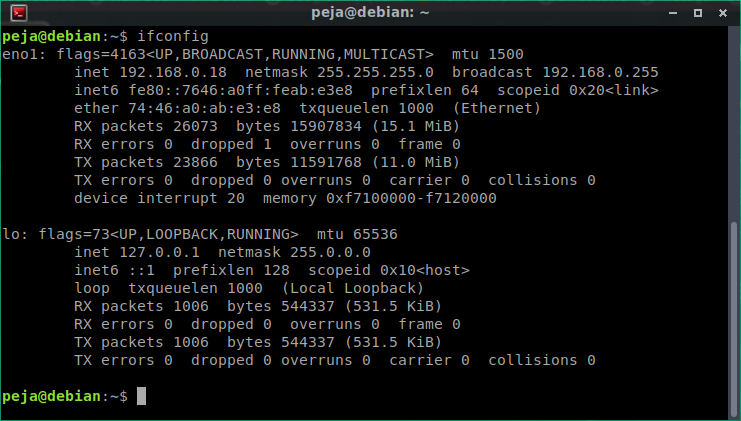 peja@debian: ~
peja@debian:~$ ifconfig
eno1: flags=4163<UP,BROADCAST,RUNNING,MULTICAST>  mtu 1500
        inet 192.168.0.18  netmask 255.255.255.0  broadcast 192.168.0.255
        inet6 fe80::7646:a0ff:feab:e3e8  prefixlen 64  scopeid 0x20<link>
        ether 74:46:a0:ab:e3:e8  txqueuelen 1000  (Ethernet)
        RX packets 26073  bytes 15907834 (15.1 MiB)
        RX errors 0  dropped 1  overruns 0  frame 0
        TX packets 23866  bytes 11591768 (11.0 MiB)
        TX errors 0  dropped 0 overruns 0  carrier 0  collisions 0
        device interrupt 20  memory 0xf7100000-f7120000
lo: flags=73<UP,LOOPBACK,RUNNING>  mtu 65536
        inet 127.0.0.1  netmask 255.0.0.0
        inet6 ::1  prefixlen 128  scopeid 0x10<host>
        loop  txqueuelen 1000  (Local Loopback)
        RX packets 1006  bytes 544337 (531.5 KiB)
        RX errors 0  dropped 0  overruns 0  frame 0
        TX packets 1006  bytes 544337 (531.5 KiB)
        TX errors 0  dropped 0 overruns 0  carrier 0  collisions 0
peja@debian:~$